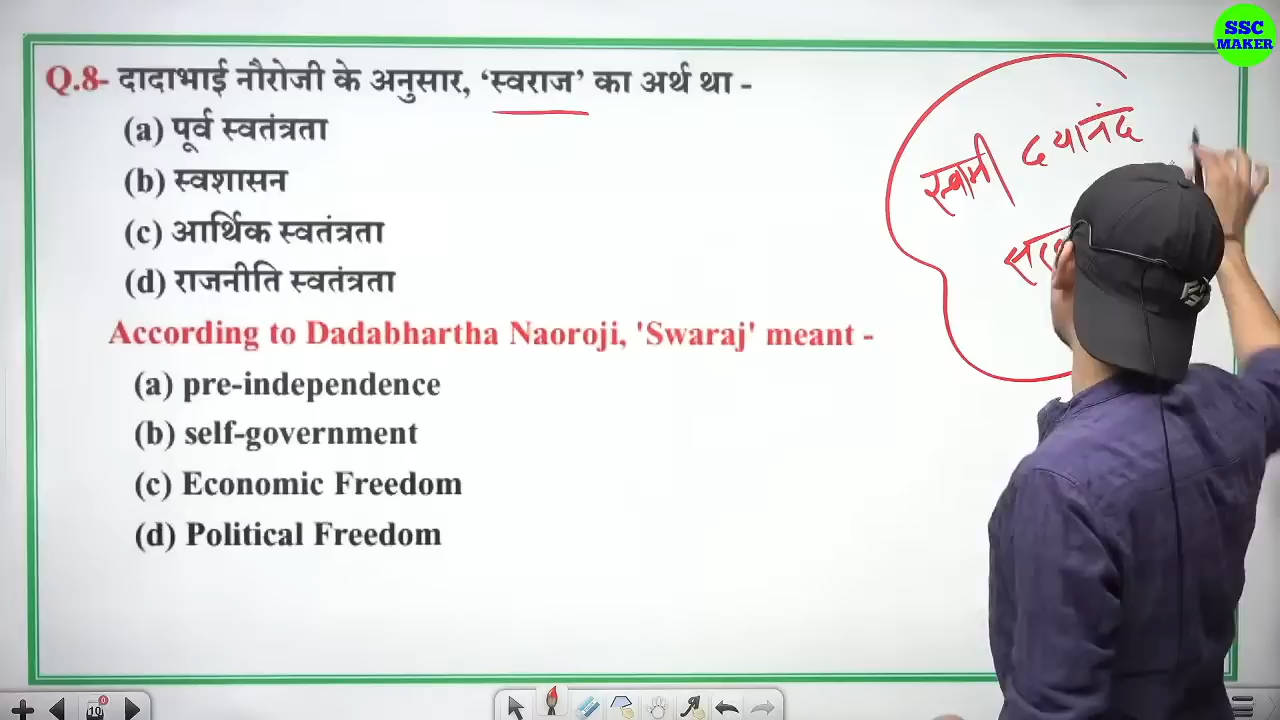 SSC
MAKER
Q.8- दादाभाई नौरोजी के अनुसार, ‘स्वराज’ का अर्थ था -
(a) पूर्व स्वतंत्रता
(b) स्वशासन
(c) आर्थिक स्वतंत्रता
(d) राजनीति स्वतंत्रता
स्वामी दयानंद
According to Dadabhartha Naoroji, 'Swaraj' meant -
(a) pre-independence
(b) self-government
(c) Economic Freedom
(d) Political Freedom
10